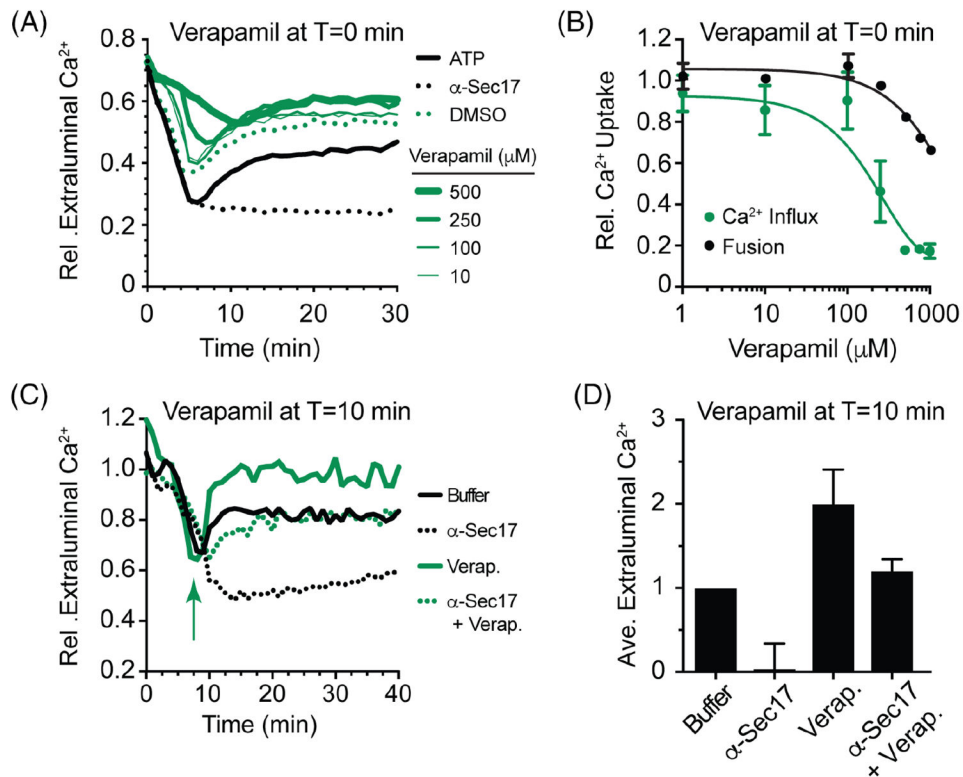 (A)
Verapamil at T=0 min
Rel .Extraluminal Ca²⁺
0.8
0.6
0.4
0.2
0
0
10
20
30
Time (min)
ATP
α-Sec17
DMSO
Verapamil (µM)
500
250
100
10
(B)
Verapamil at T=0 min
Rel. Ca²⁺ Uptake
1.2
1.0
0.8
0.6
0.4
0.2
0
1
10
100
1000
Verapamil (µM)
Ca²⁺ Influx
Fusion
(C)
Verapamil at T=10 min
Rel .Extraluminal Ca²⁺
1.2
1.0
0.8
0.6
0.4
0.2
0
10
20
30
40
Time (min)
Buffer
α-Sec17
Verap.
α-Sec17
+ Verap.
(D)
Verapamil at T=10 min
Ave. Extraluminal Ca²⁺
3
2
1
0
Buffer
α-Sec17
Verap.
α-Sec17
+ Verap.